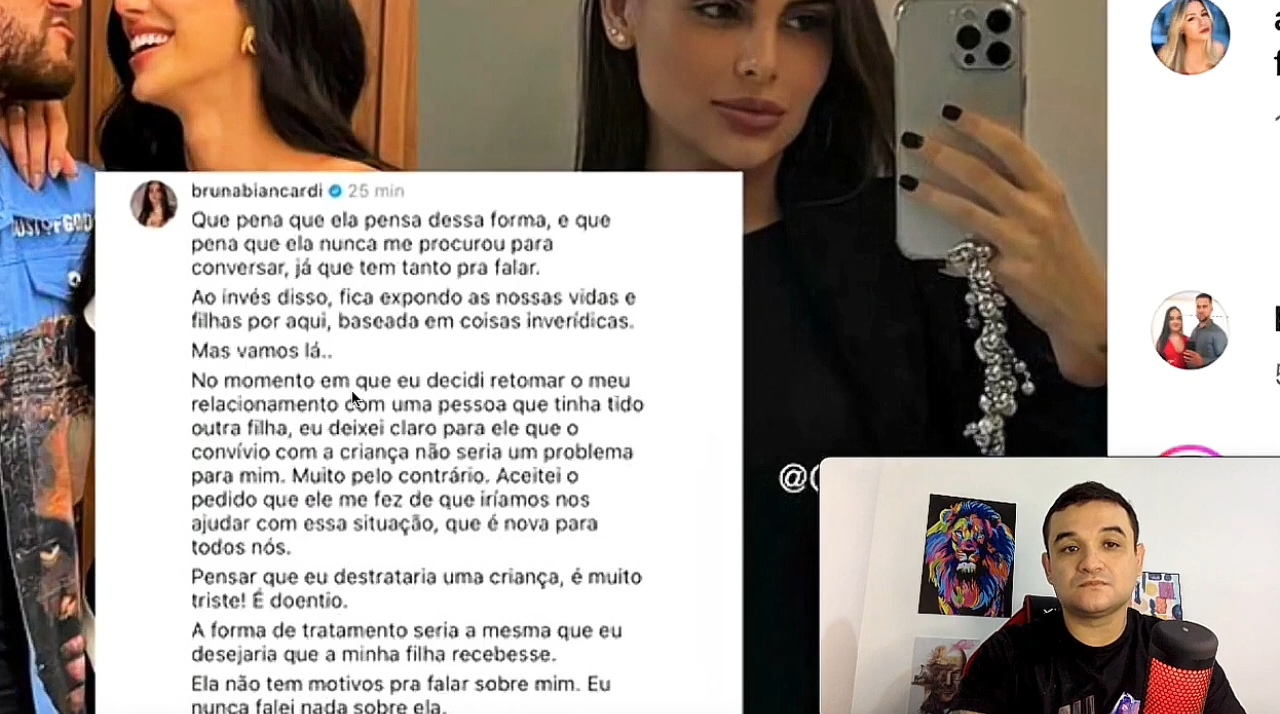 brunabiancardi 25 min
Que pena que ela pensa dessa forma, e que
pena que ela nunca me procurou para
conversar, já que tem tanto pra falar.
Ao invés disso, fica expondo as nossas vidas e
filhas por aqui, baseada em coisas inverídicas.
Mas vamos lá..
No momento em que eu decidi retomar o meu
relacionamento com uma pessoa que tinha tido
outra filha, eu deixei claro para ele que o
convívio com a criança não seria um problema
para mim. Muito pelo contrário. Aceitei o
pedido que ele me fez de que iríamos nos
ajudar com essa situação, que é nova para
todos nós.
Pensar que eu destrataria uma criança, é muito
triste! É doentio.
A forma de tratamento seria a mesma que eu
desejaria que a minha filha recebesse.
Ela não tem motivos pra falar sobre mim. Eu
nunca falei nada sobre ela.
@